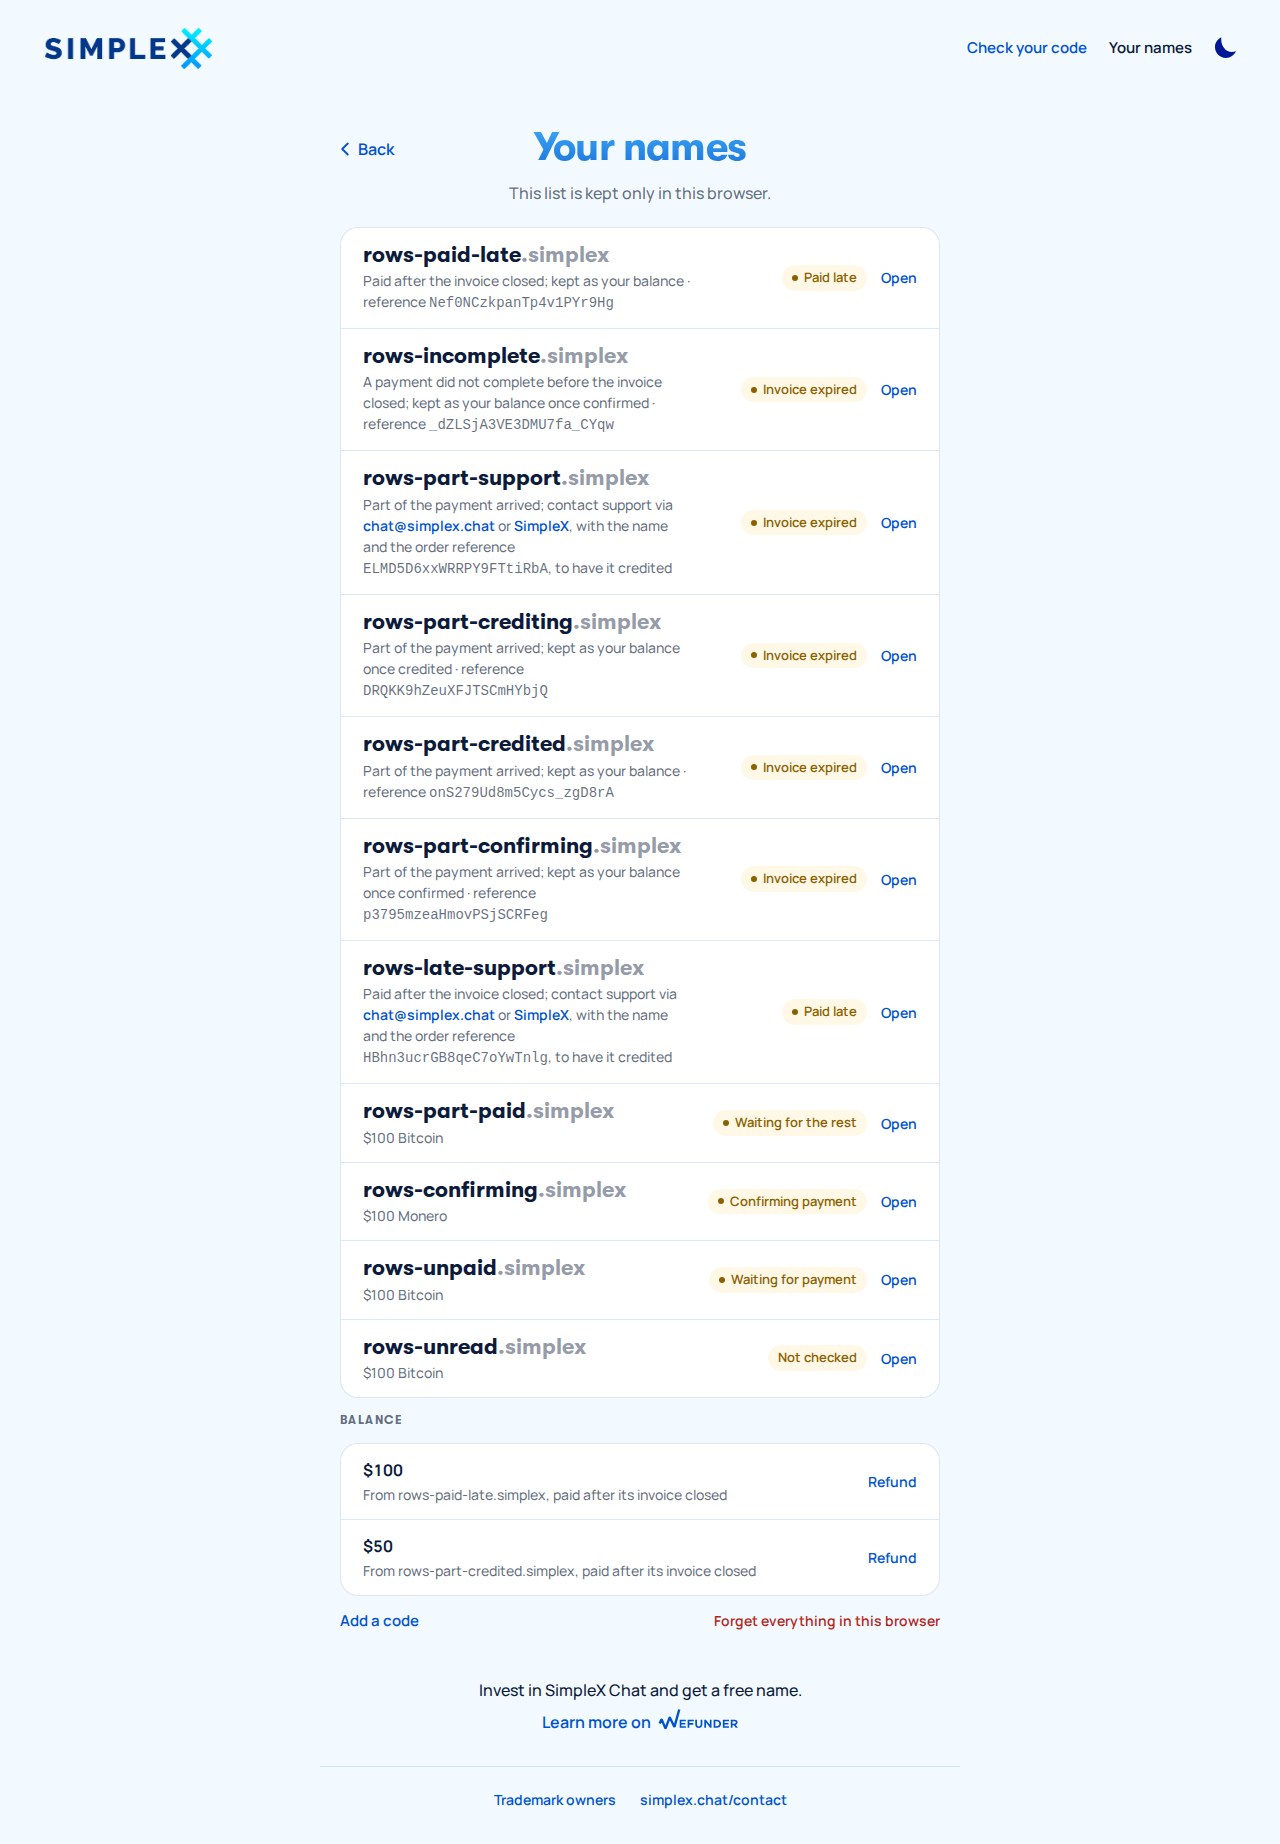 SIMPLEX
Check your code
Your names
Back
Your names
This list is kept only in this browser.
rows-paid-late.simplex
Paid after the invoice closed; kept as your balance ·
reference Nef0NCzkpanTp4v1PYr9Hg
Paid late
Open
rows-incomplete.simplex
A payment did not complete before the invoice
closed; kept as your balance once confirmed ·
reference _dZLSjA3VE3DMU7fa_CYqw
Invoice expired
Open
rows-part-support.simplex
Part of the payment arrived; contact support via
chat@simplex.chat or SimpleX, with the name
and the order reference
ELMD5D6xxWRRPY9FTtiRbA, to have it credited
Invoice expired
Open
rows-part-crediting.simplex
Part of the payment arrived; kept as your balance
once credited · reference
DRQKK9hZeuXFJTSCmHYbjQ
Invoice expired
Open
rows-part-credited.simplex
Part of the payment arrived; kept as your balance ·
reference onS279Ud8m5Cycs_zgD8rA
Invoice expired
Open
rows-part-confirming.simplex
Part of the payment arrived; kept as your balance
once confirmed · reference
p3795mzeaHmovPSjSCRFeg
Invoice expired
Open
rows-late-support.simplex
Paid after the invoice closed; contact support via
chat@simplex.chat or SimpleX, with the name
and the order reference
HBhn3ucrGB8qeC7oYwTnlg, to have it credited
Paid late
Open
rows-part-paid.simplex
$100 Bitcoin
Waiting for the rest
Open
rows-confirming.simplex
$100 Monero
Confirming payment
Open
rows-unpaid.simplex
$100 Bitcoin
Waiting for payment
Open
rows-unread.simplex
$100 Bitcoin
Not checked
Open
BALANCE
$100
From rows-paid-late.simplex, paid after its invoice closed
Refund
$50
From rows-part-credited.simplex, paid after its invoice closed
Refund
Add a code
Forget everything in this browser
Invest in SimpleX Chat and get a free name.
Learn more on WEFUNDER
Trademark owners
simplex.chat/contact